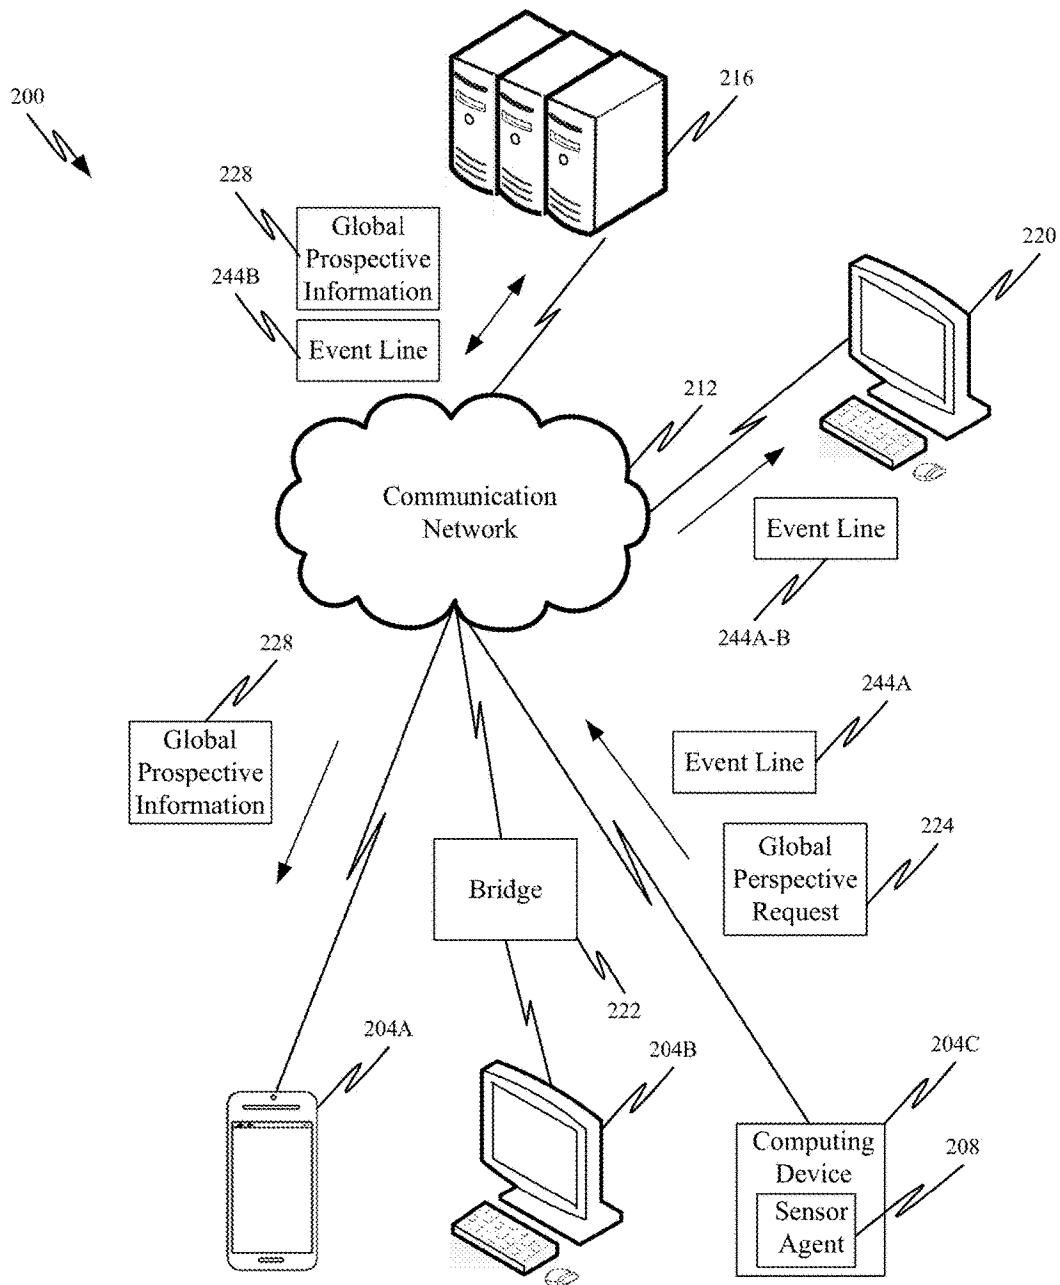 200
216
228
Global
Prospective
Information
220
244B
Event Line
212
Communication
Network
Event Line
244A-B
228
Global
Prospective
Information
244A
Event Line
224
Global
Perspective
Request
Bridge
222
204A
204B
204C
Computing
Device
208
Sensor
Agent